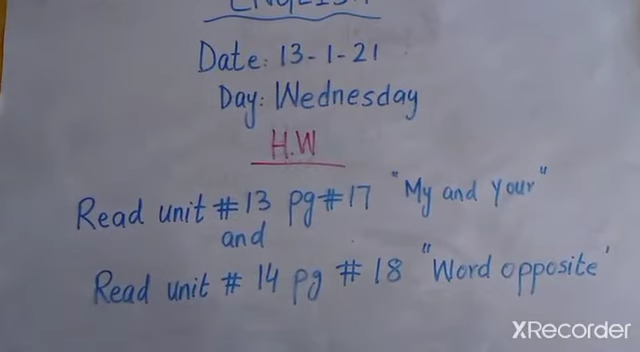 ENGLISH
Date: 13-1-21
Day: Wednesday
H.W
Read unit #13 pg#17 "My and Your"
and
Read unit # 14 pg # 18 "Word opposite'
XRecorder